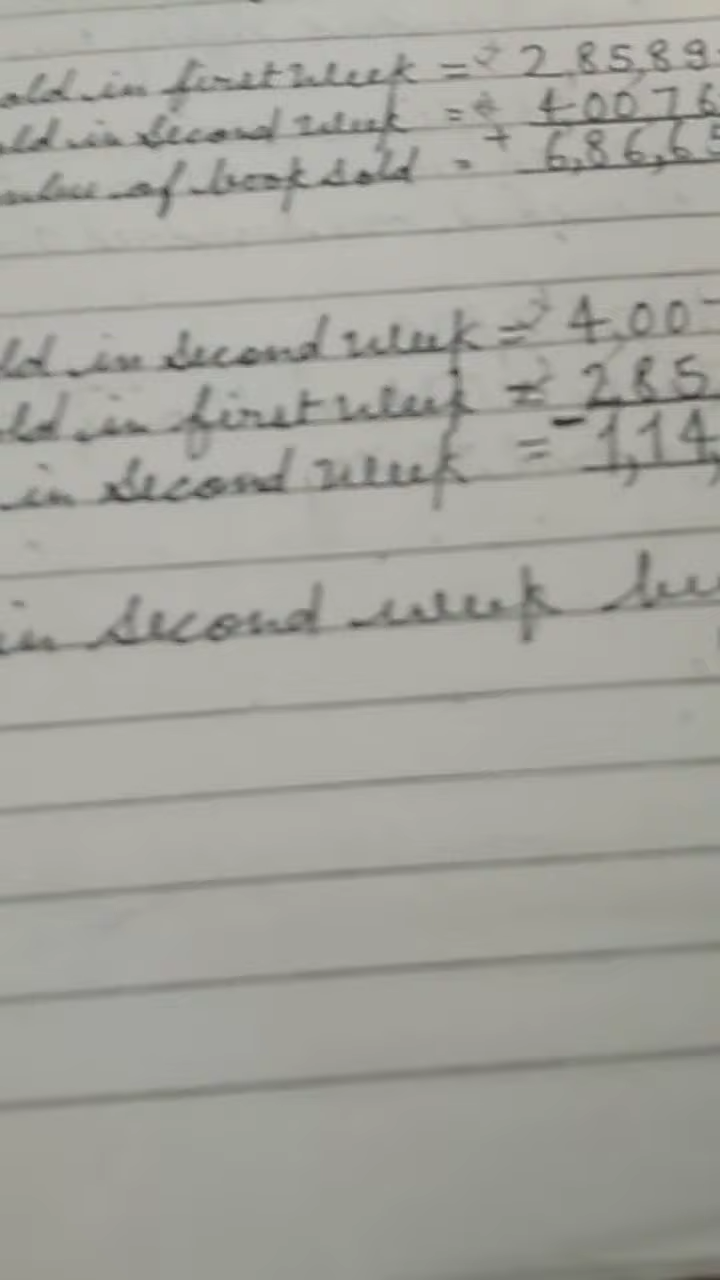 old in first week = ₹ 2,85,89
ld in second week = ₹ 4,00,76
mber of book sold = + 6,86,65
ld in second week = ₹ 4,00
ld in first week = ₹ 2,85
in second week = - 1,14,
in second week